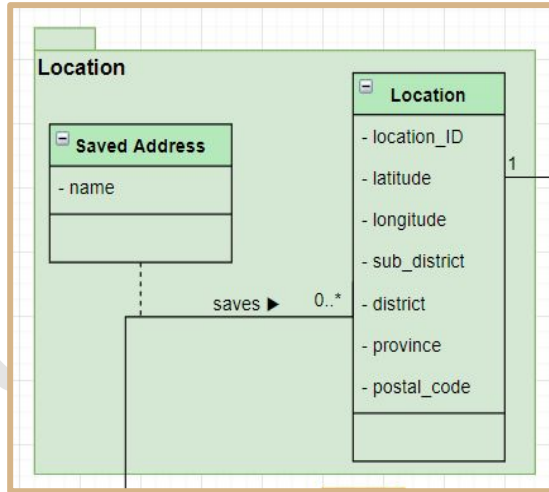 Location
Saved Address
- name
saves ▶
0..*
Location
- location_ID
- latitude
- longitude
- sub_district
- district
- province
- postal_code
1